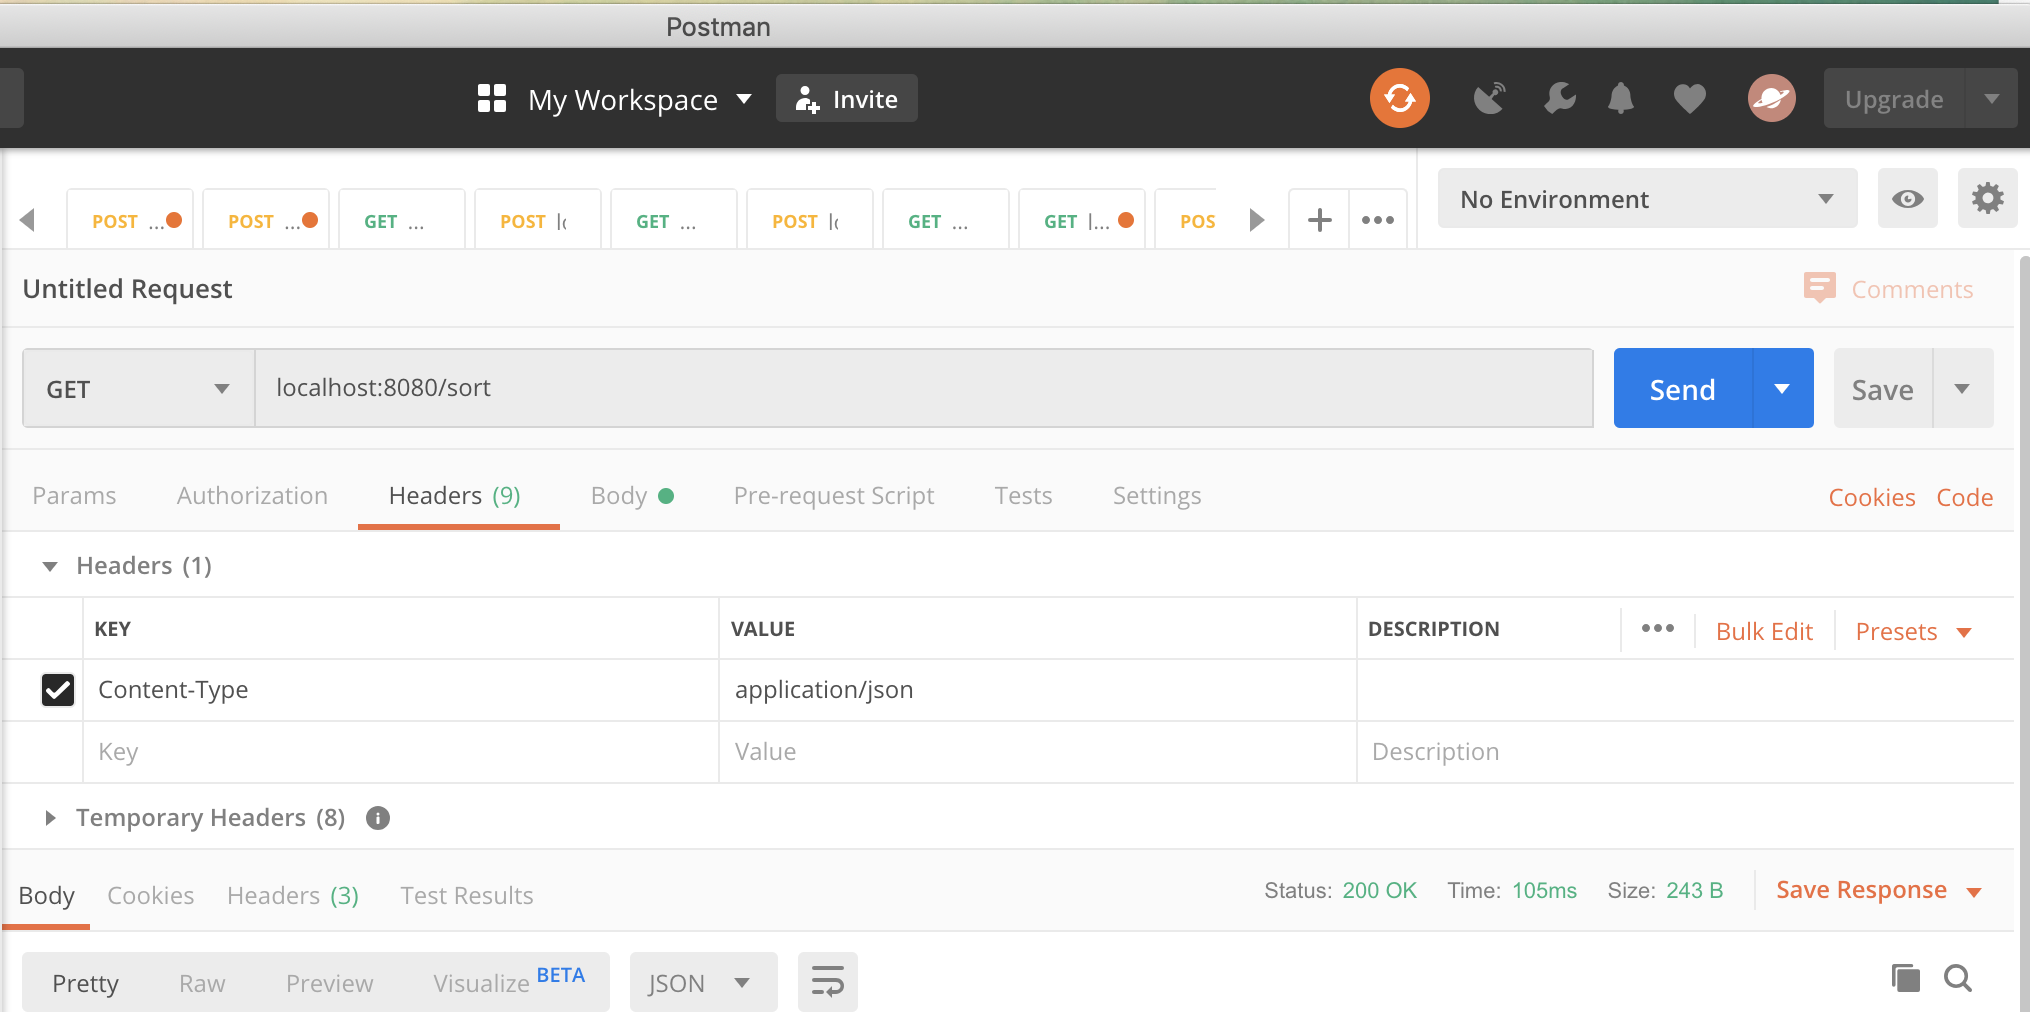 Postman
My Workspace Invite Upgrade
POST ... POST ... GET ... POST GET ... POST GET ... GET |... POS No Environment
Untitled Request Comments
GET localhost:8080/sort Send Save
Params Authorization Headers (9) Body Pre-request Script Tests Settings Cookies Code
Headers (1)
KEY VALUE DESCRIPTION ••• Bulk Edit Presets
Content-Type application/json
Key Value Description
Temporary Headers (8)
Body Cookies Headers (3) Test Results Status: 200 OK Time: 105ms Size: 243 B Save Response
Pretty Raw Preview Visualize BETA JSON